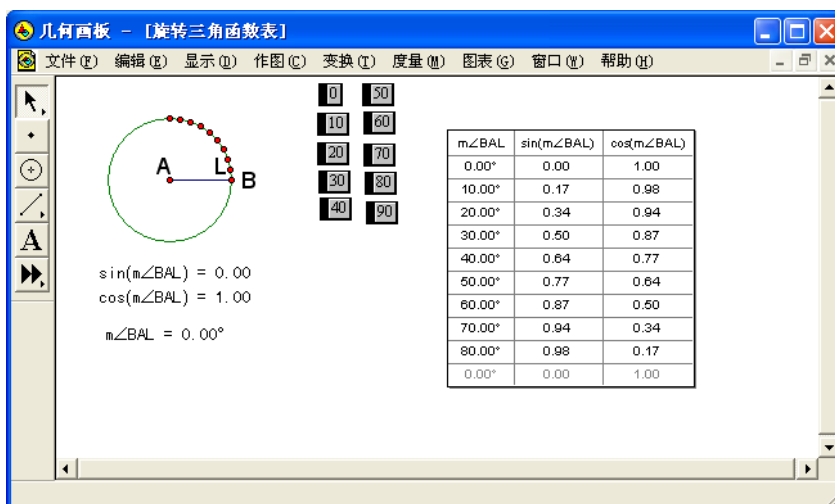 几何画板 - [旋转三角函数表]
文件(F) 编辑(E) 显示(D) 作图(C) 变换(T) 度量(M) 图表(G) 窗口(W) 帮助(H)
0 50
10 60
20 70
30 80
40 90
A L B
A
sin(m∠BAL) = 0.00
cos(m∠BAL) = 1.00
m∠BAL = 0.00°
m∠BAL sin(m∠BAL) cos(m∠BAL)
0.00° 0.00 1.00
10.00° 0.17 0.98
20.00° 0.34 0.94
30.00° 0.50 0.87
40.00° 0.64 0.77
50.00° 0.77 0.64
60.00° 0.87 0.50
70.00° 0.94 0.34
80.00° 0.98 0.17
0.00° 0.00 1.00